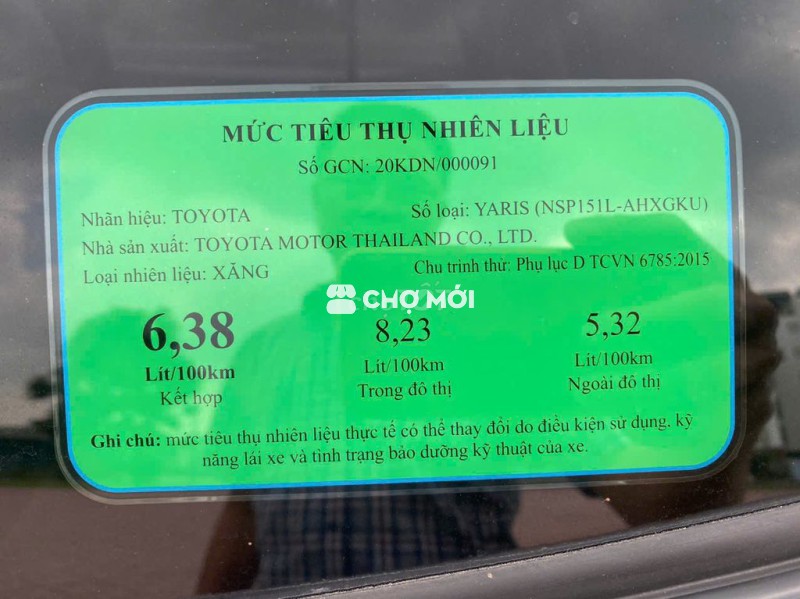 MỨC TIÊU THỤ NHIÊN LIỆU
Số GCN: 20KDN/000091
Nhãn hiệu: TOYOTA
Số loại: YARIS (NSP151L-AHXGKU)
Nhà sản xuất: TOYOTA MOTOR THAILAND CO., LTD.
Loại nhiên liệu: XĂNG
Chu trình thử: Phụ lục D TCVN 6785:2015
CHỢ MỚI
6,38
Lít/100km
Kết hợp
8,23
Lít/100km
Trong đô thị
5,32
Lít/100km
Ngoài đô thị
Ghi chú: mức tiêu thụ nhiên liệu thực tế có thể thay đổi do điều kiện sử dụng, kỹ
năng lái xe và tình trạng bảo dưỡng kỹ thuật của xe.